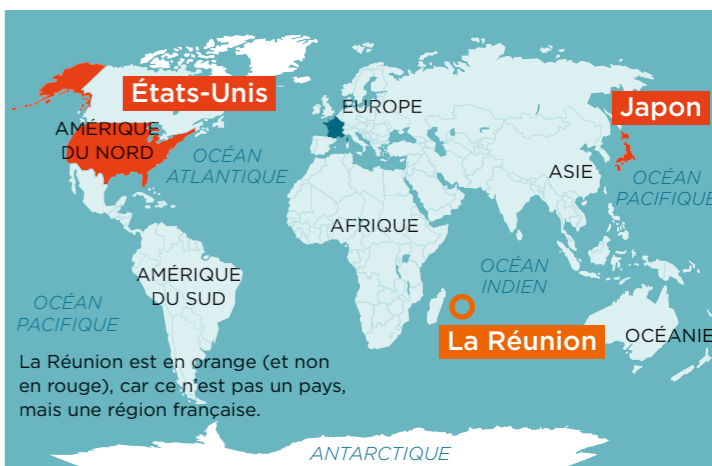 États-Unis
EUROPE
Japon
AMÉRIQUE
DU NORD
OCÉAN
ATLANTIQUE
ASIE
OCÉAN
PACIFIQUE
AFRIQUE
AMÉRIQUE
DU SUD
OCÉAN
INDIEN
OCÉAN
PACIFIQUE
La Réunion
OCÉANIE
La Réunion est en orange (et non
en rouge), car ce n’est pas un pays,
mais une région française.
ANTARCTIQUE